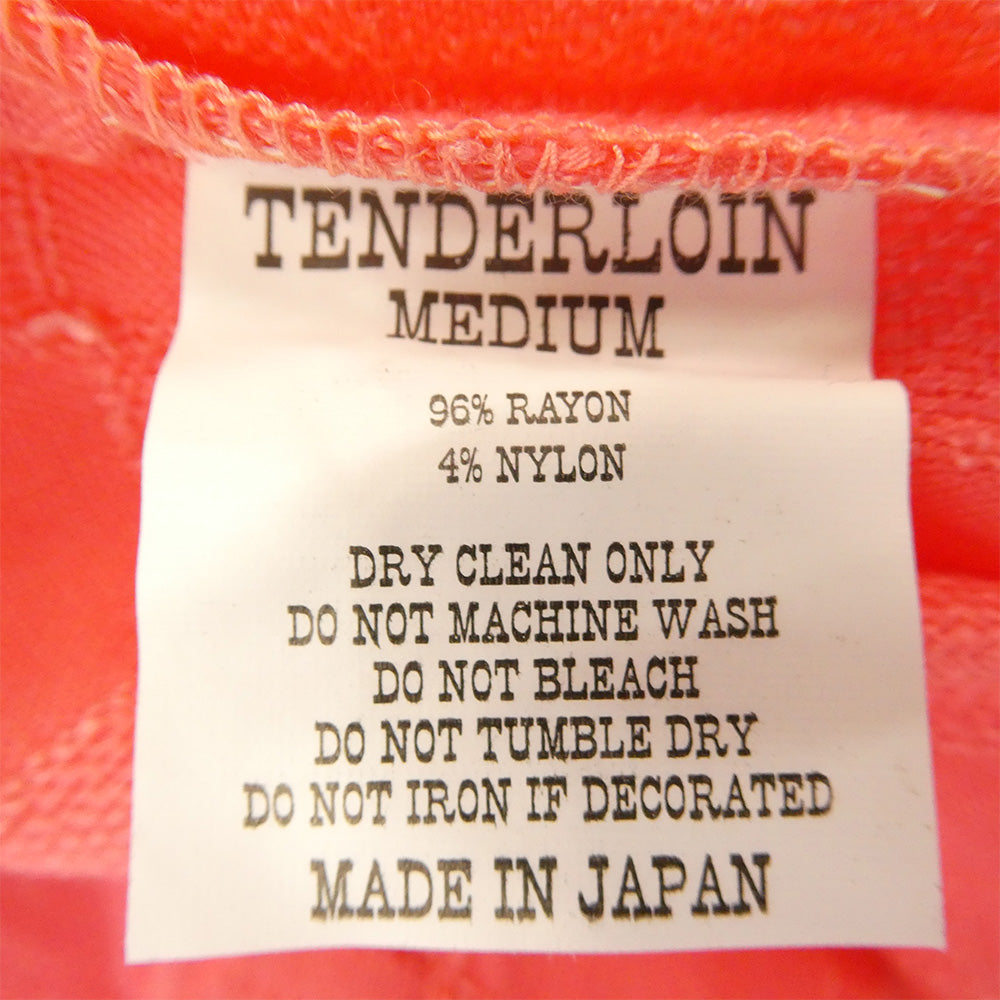 TENDERLOIN
MEDIUM
96% RAYON
4% NYLON
DRY CLEAN ONLY
DO NOT MACHINE WASH
DO NOT BLEACH
DO NOT TUMBLE DRY
DO NOT IRON IF DECORATED
MADE IN JAPAN